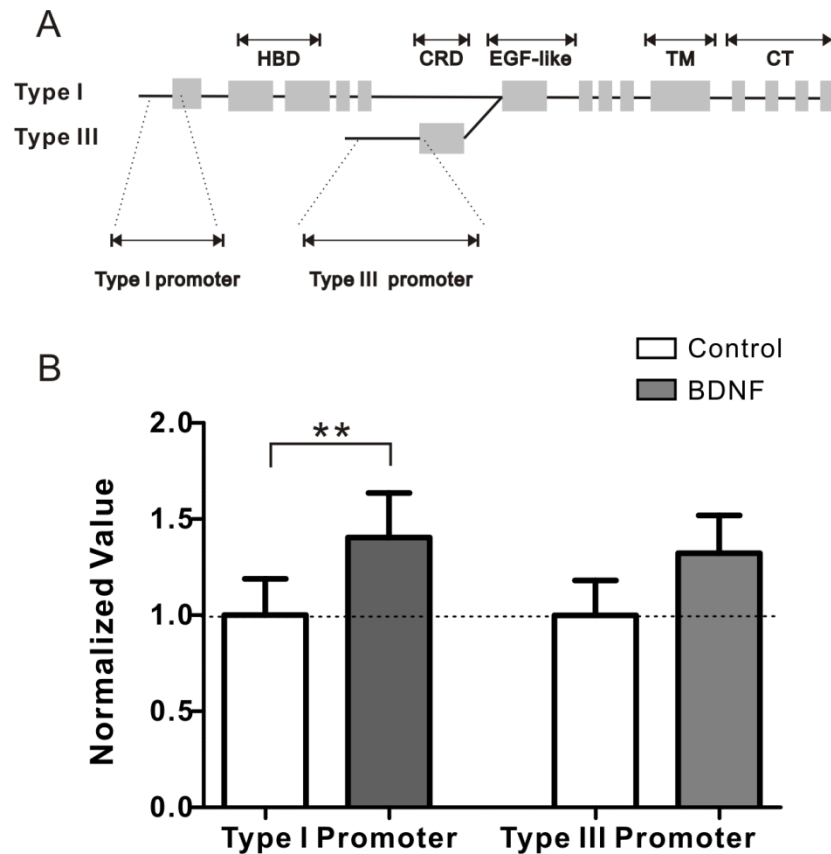 A
HBD CRD EGF-like TM CT
Type I
Type III
Type I promoter Type III promoter
B
Control
BDNF
2.0
**
1.5
1.0
0.5
0.0
Normalized Value
Type I Promoter Type III Promoter